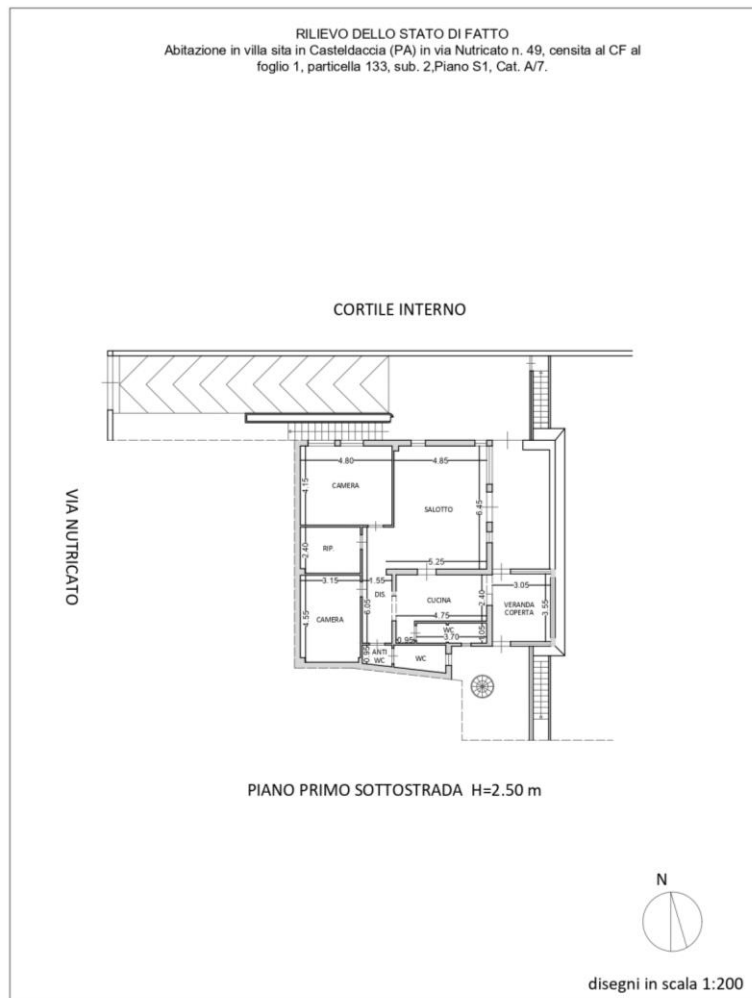 RILIEVO DELLO STATO DI FATTO
Abitazione in villa sita in Casteldaccia (PA) in via Nutricato n. 49, censita al CF al
foglio 1, particella 133, sub. 2,Piano S1, Cat. A/7.
CORTILE INTERNO
VIA NUTRICATO
4.80
4.85
4.15
CAMERA
SALOTTO
6.45
2.40
RIP.
5.25
3.15
1.55
DIS.
CUCINA
2.40
3.05
VERANDA
COPERTA
3.55
4.55
CAMERA
6.05
4.75
WC
3.70
1.05
0.95
0.95
ANTI
WC
WC
PIANO PRIMO SOTTOSTRADA H=2.50 m
N
disegni in scala 1:200